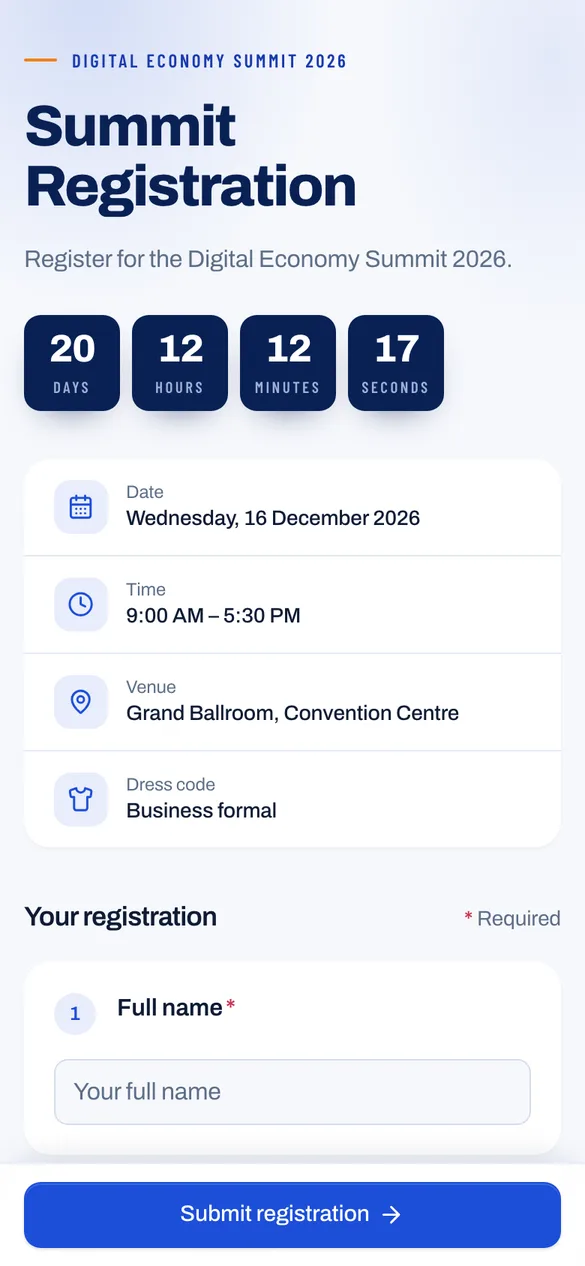 DIGITAL ECONOMY SUMMIT 2026
Summit
Registration
Register for the Digital Economy Summit 2026.
20 12 12 17
DAYS HOURS MINUTES SECONDS
Date
Wednesday, 16 December 2026
Time
9:00 AM – 5:30 PM
Venue
Grand Ballroom, Convention Centre
Dress code
Business formal
Your registration * Required
1 Full name *
Your full name
Submit registration →